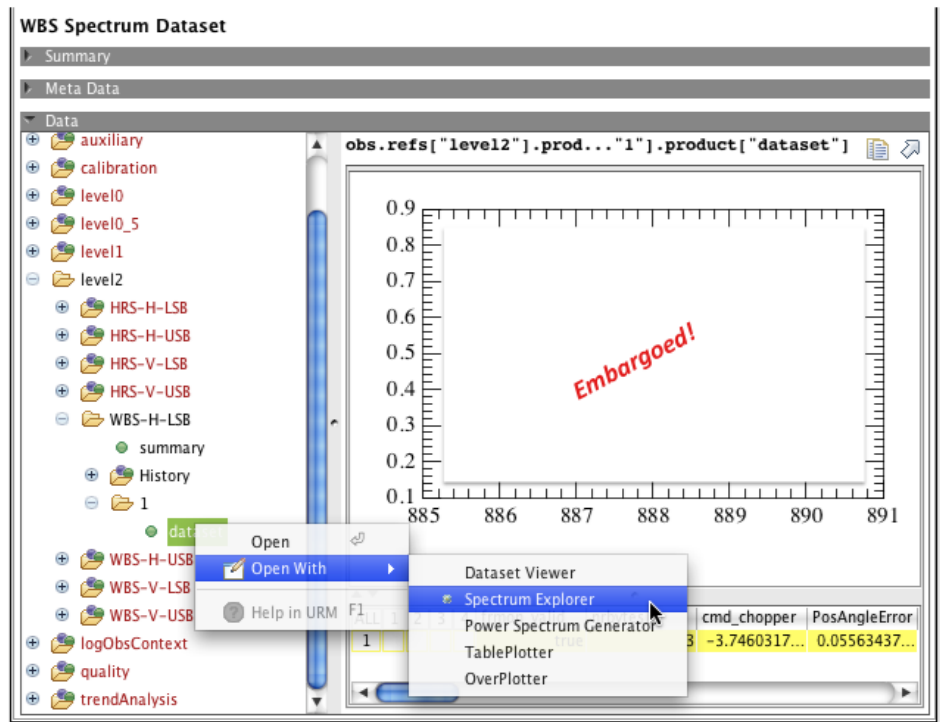 WBS Spectrum Dataset
Summary
Meta Data
Data
auxiliary
calibration
level0
level0_5
level1
level2
HRS-H-LSB
HRS-H-USB
HRS-V-LSB
HRS-V-USB
WBS-H-LSB
summary
History
1
WBS-H-USB
WBS-V-LSB
WBS-V-USB
logObsContext
quality
trendAnalysis
obs.refs["level2"].prod..."1"].product["dataset"]
0.9
0.8
0.7
0.6
0.5
0.4
0.3
0.2
0.1
885 886 887 888 889 890 891
Embargoed!
Open
Open With
Help in URM F1
Dataset Viewer
Spectrum Explorer
Power Spectrum Generator
TablePlotter
OverPlotter
ALL 1 2 3 cmd_chopper PosAngleError
1 true 3 -3.7460317... 0.05563437...